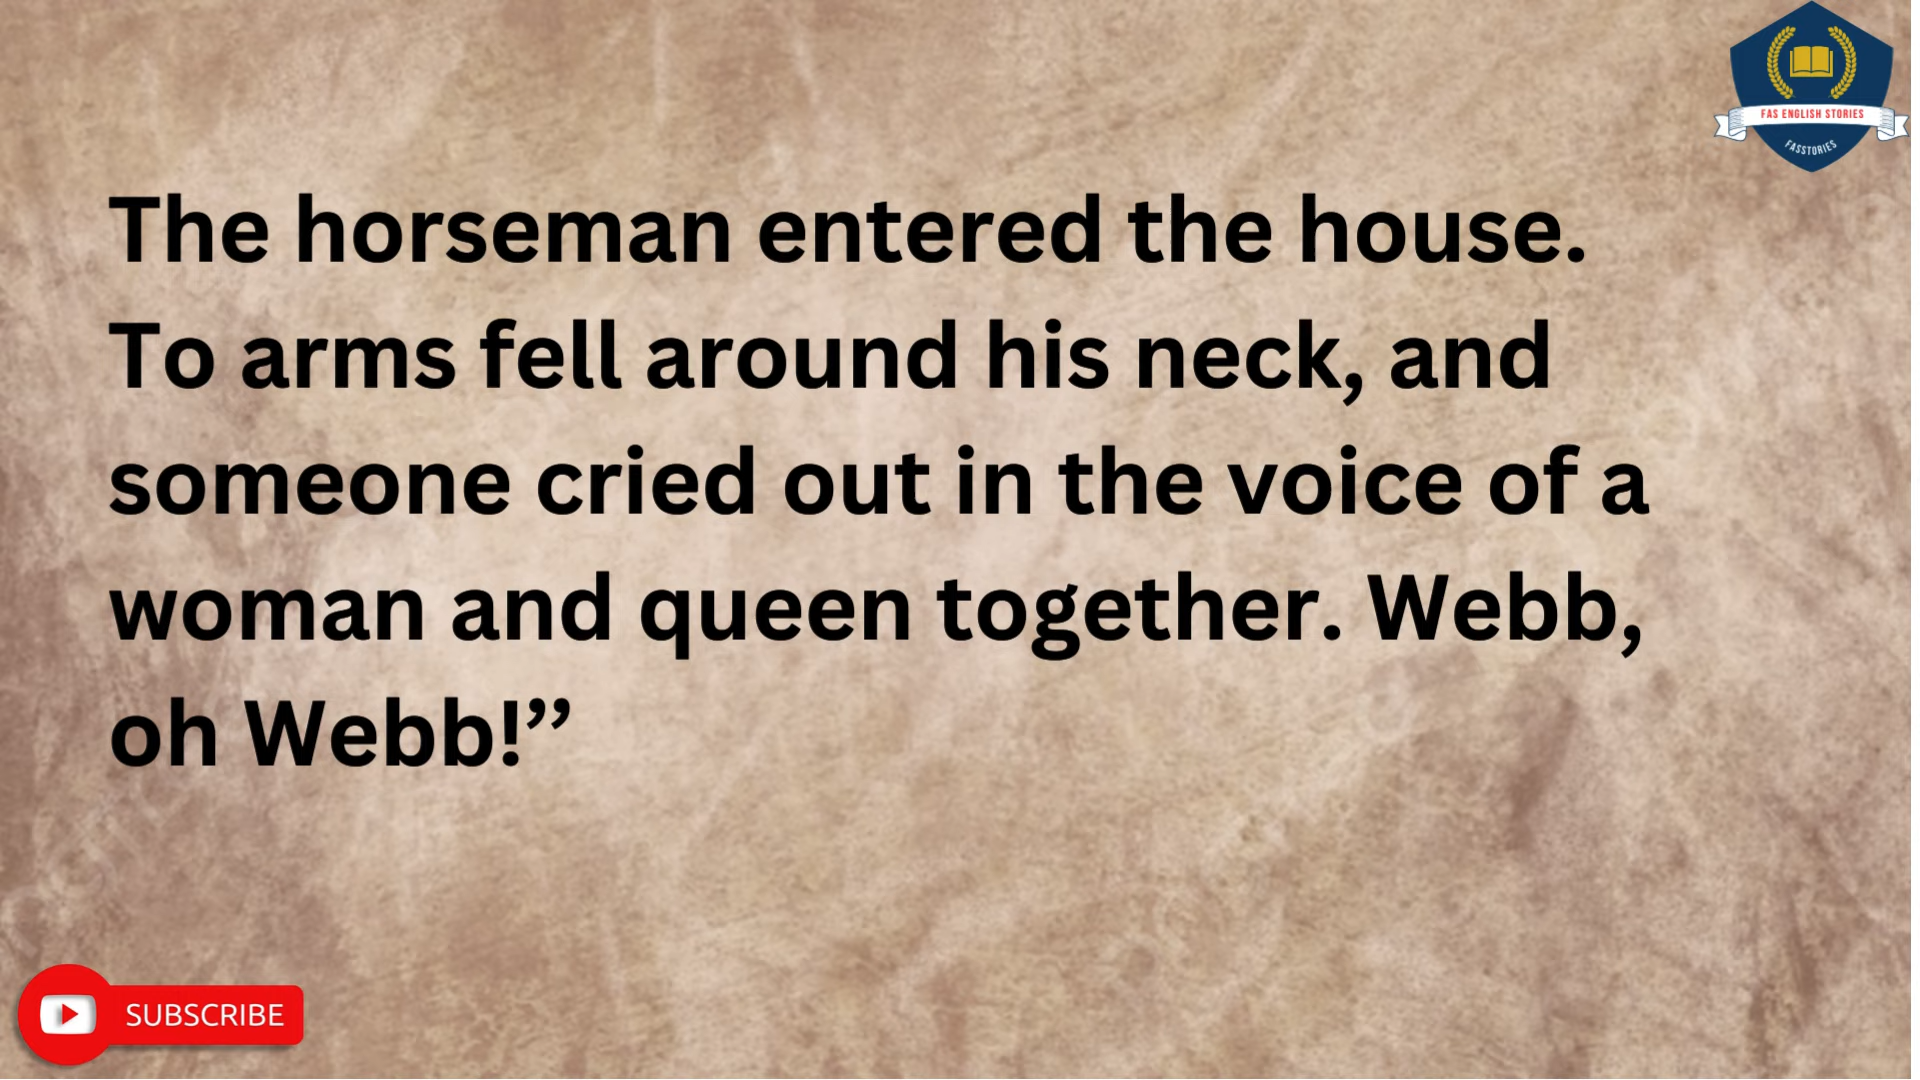 FAS ENGLISH STORIES
FASSTORIES
The horseman entered the house.
To arms fell around his neck, and
someone cried out in the voice of a
woman and queen together. Webb,
oh Webb!”
SUBSCRIBE